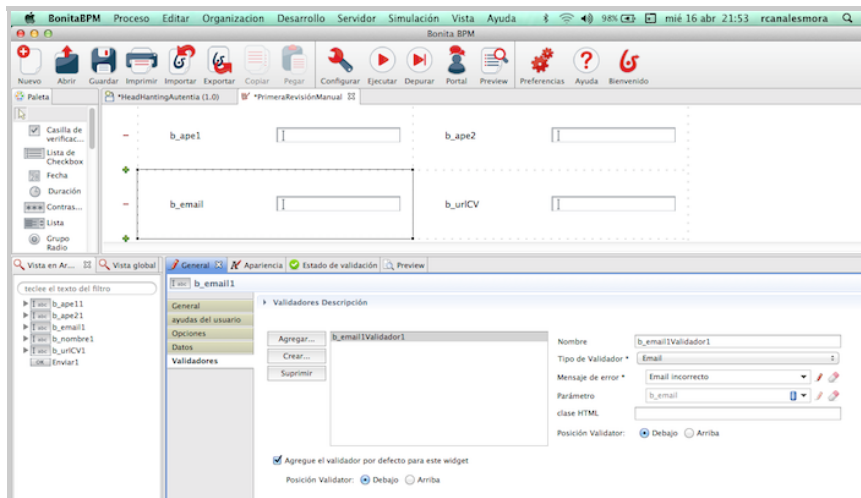 BonitaBPM Proceso Editar Organizacion Desarrollo Servidor Simulación Vista Ayuda 98% mié 16 abr 21:53 rcanalesmora
Bonita BPM
Nuevo Abrir Guardar Imprimir Importar Exportar Copiar Pegar Configurar Ejecutar Depurar Portal Preview Preferencias Ayuda Bienvenido
Paleta *HeadHantingAutentia (1.0) *PrimeraRevisiónManual
Casilla de
verificac...
Lista de
Checkbox
Fecha
Duración
Contras...
Lista
Grupo
Radio
b_ape1 b_ape2
b_email b_urlCV
Vista en Ar... Vista global General Apariencia Estado de validación Preview
teclee el texto del filtro
b_ape11
b_ape21
b_email1
b_nombre1
b_urlCV1
OK Enviar1
b_email1
General
ayudas del usuario
Opciones
Datos
Validadores
Validadores Descripción
Agregar...
Crear...
Suprimir
b_email1Validador1
Nombre b_email1Validador1
Tipo de Validador * Email
Mensaje de error * Email incorrecto
Parámetro b_email
clase HTML
Posición Validator: Debajo Arriba
Agregue el validador por defecto para este widget
Posición Validator: Debajo Arriba